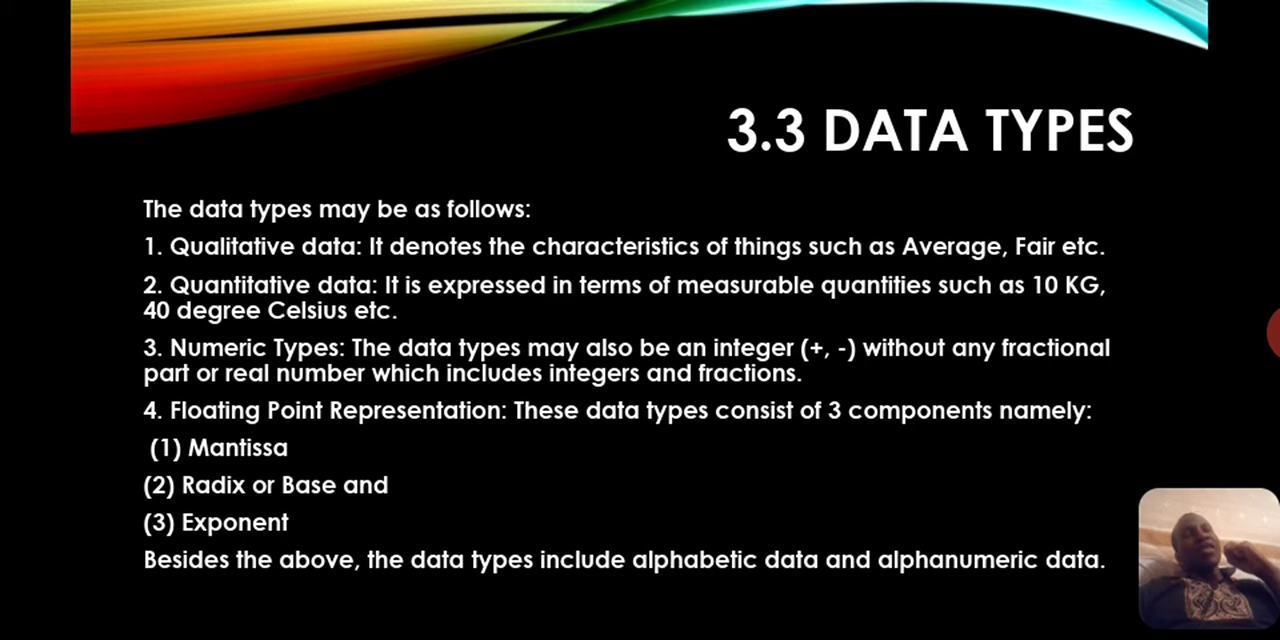 3.3 DATA TYPES
The data types may be as follows:
1. Qualitative data: It denotes the characteristics of things such as Average, Fair etc.
2. Quantitative data: It is expressed in terms of measurable quantities such as 10 KG,
40 degree Celsius etc.
3. Numeric Types: The data types may also be an integer (+, -) without any fractional
part or real number which includes integers and fractions.
4. Floating Point Representation: These data types consist of 3 components namely:
(1) Mantissa
(2) Radix or Base and
(3) Exponent
Besides the above, the data types include alphabetic data and alphanumeric data.